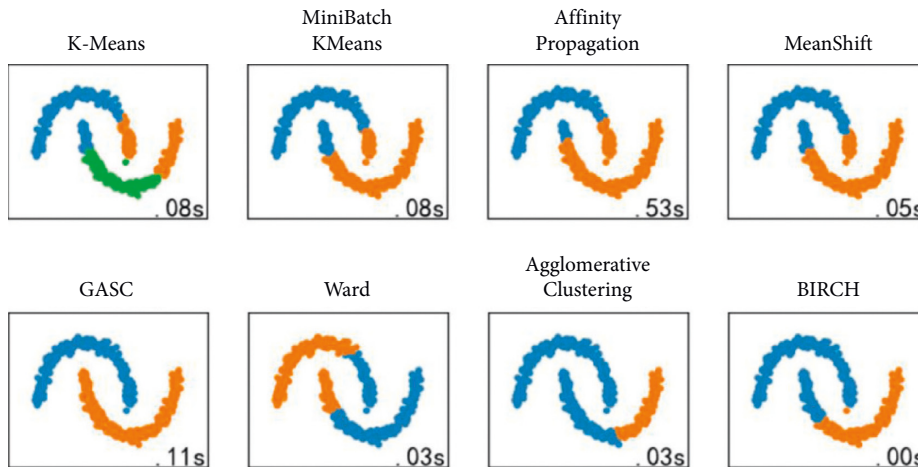 K-Means
MiniBatch
KMeans
Affinity
Propagation
MeanShift
.08s
.08s
.53s
.05s
GASC
Ward
Agglomerative
Clustering
BIRCH
.11s
.03s
.03s
.00s